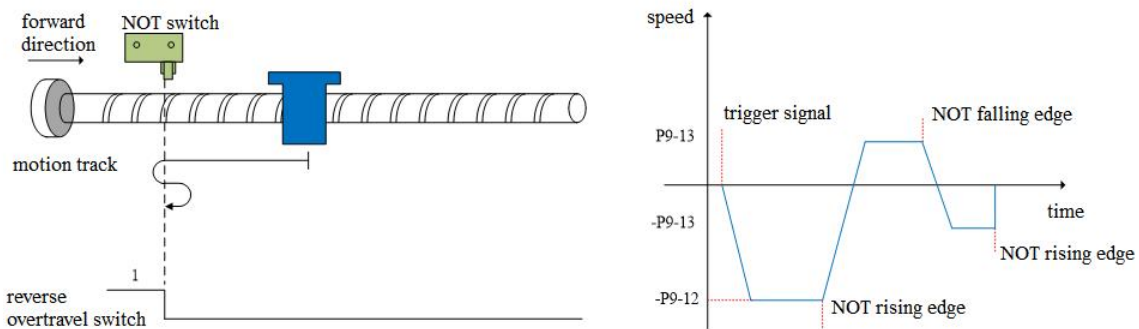 forward
direction
NOT switch
motion track
1
reverse
overtravel switch
speed
trigger signal
NOT falling edge
P9-13
time
-P9-13
NOT rising edge
-P9-12
NOT rising edge